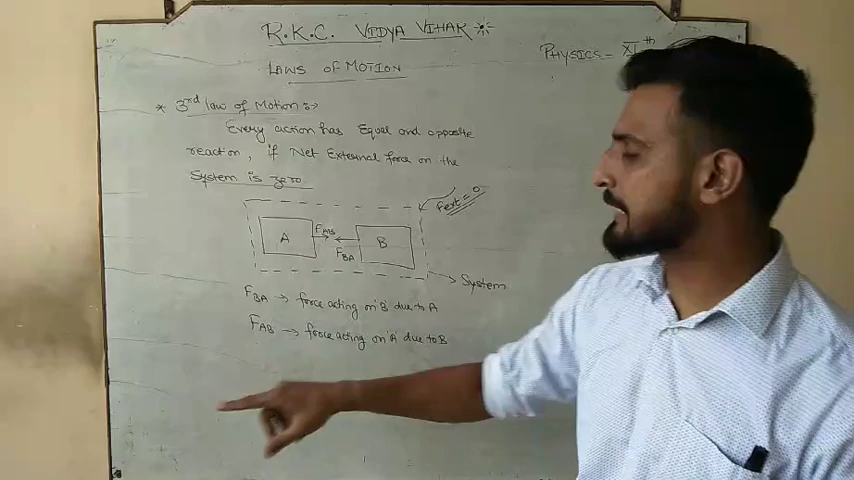 R.K.C. VIDYA VIHAR
PHYSICS - XI th
LAWS OF MOTION
* 3rd law of Motion :->
Every action has Equal and opposite
reaction, if Net External force on the
System is zero
Fext = 0
A
FAB
B
FBA
System
FBA -> force acting on 'B' due to A
FAB -> force acting on 'A' due to B